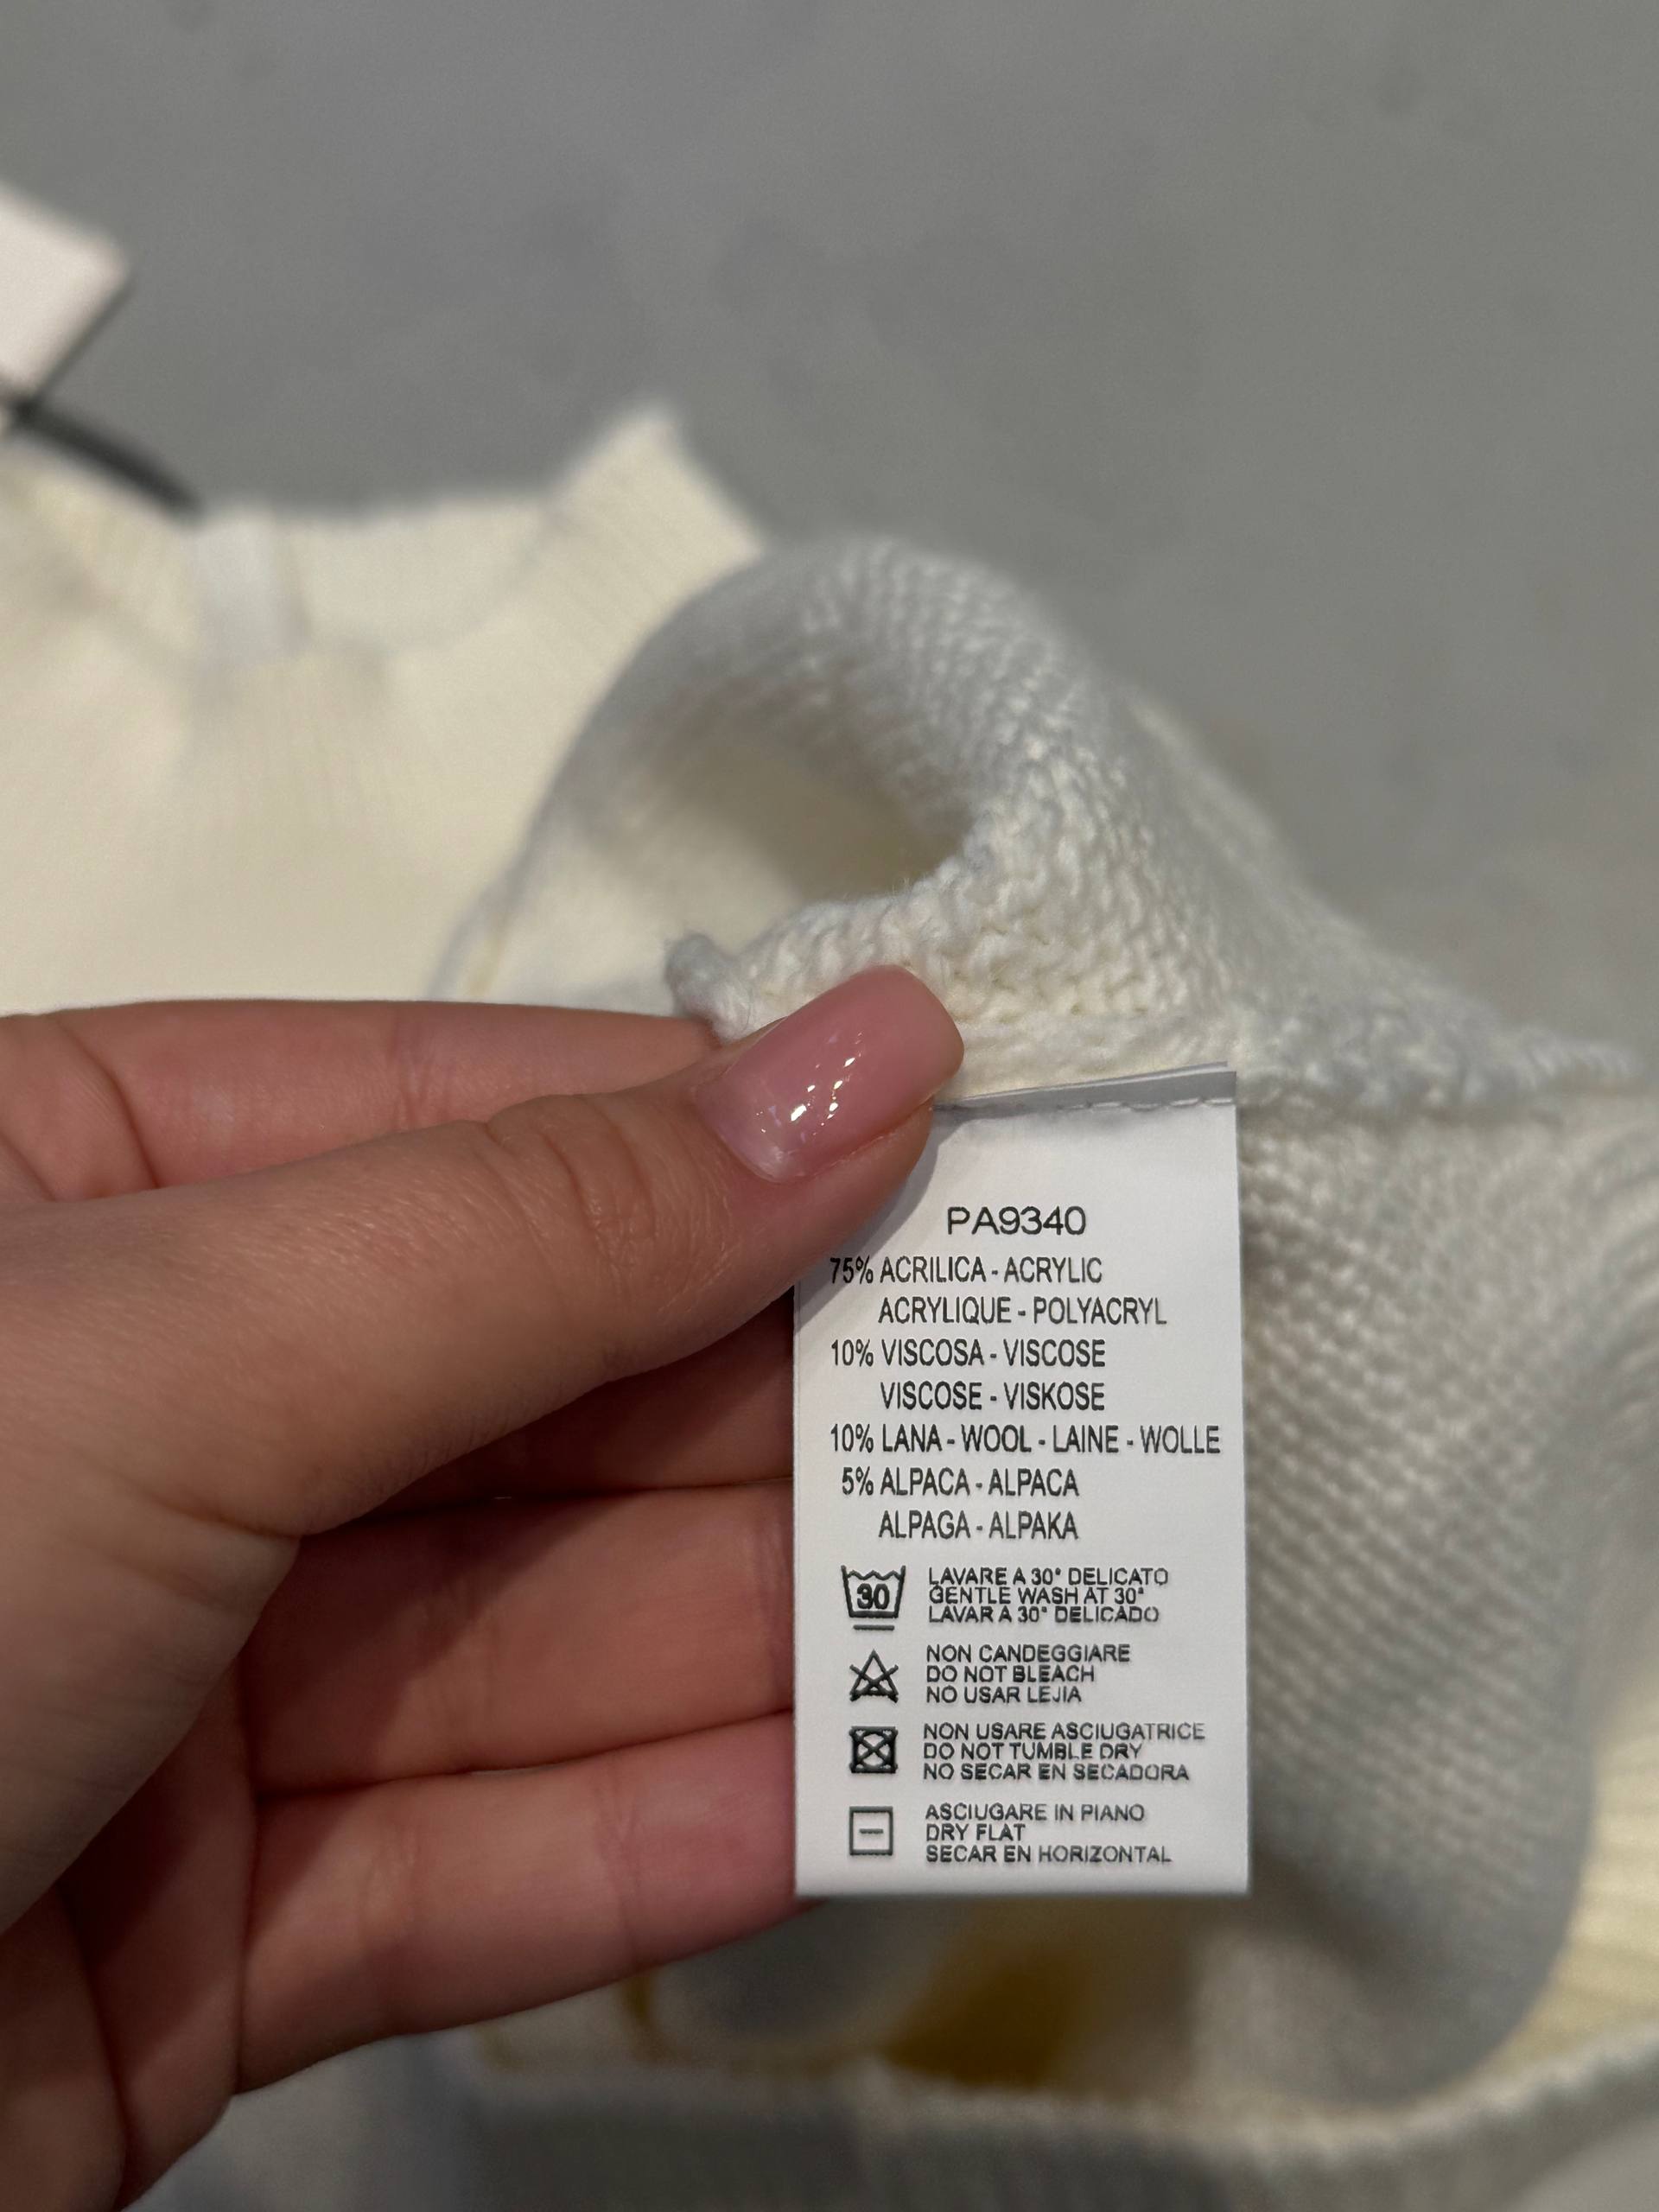 PA9340
75% ACRILICA - ACRYLIC
ACRYLIQUE - POLYACRYL
10% VISCOSA - VISCOSE
VISCOSE - VISKOSE
10% LANA - WOOL - LAINE - WOLLE
5% ALPACA - ALPACA
ALPAGA - ALPAKA
30
LAVARE A 30° DELICATO
GENTLE WASH AT 30°
LAVAR A 30° DELICADO
NON CANDEGGIARE
DO NOT BLEACH
NO USAR LEJIA
NON USARE ASCIUGATRICE
DO NOT TUMBLE DRY
NO SECAR EN SECADORA
ASCIUGARE IN PIANO
DRY FLAT
SECAR EN HORIZONTAL